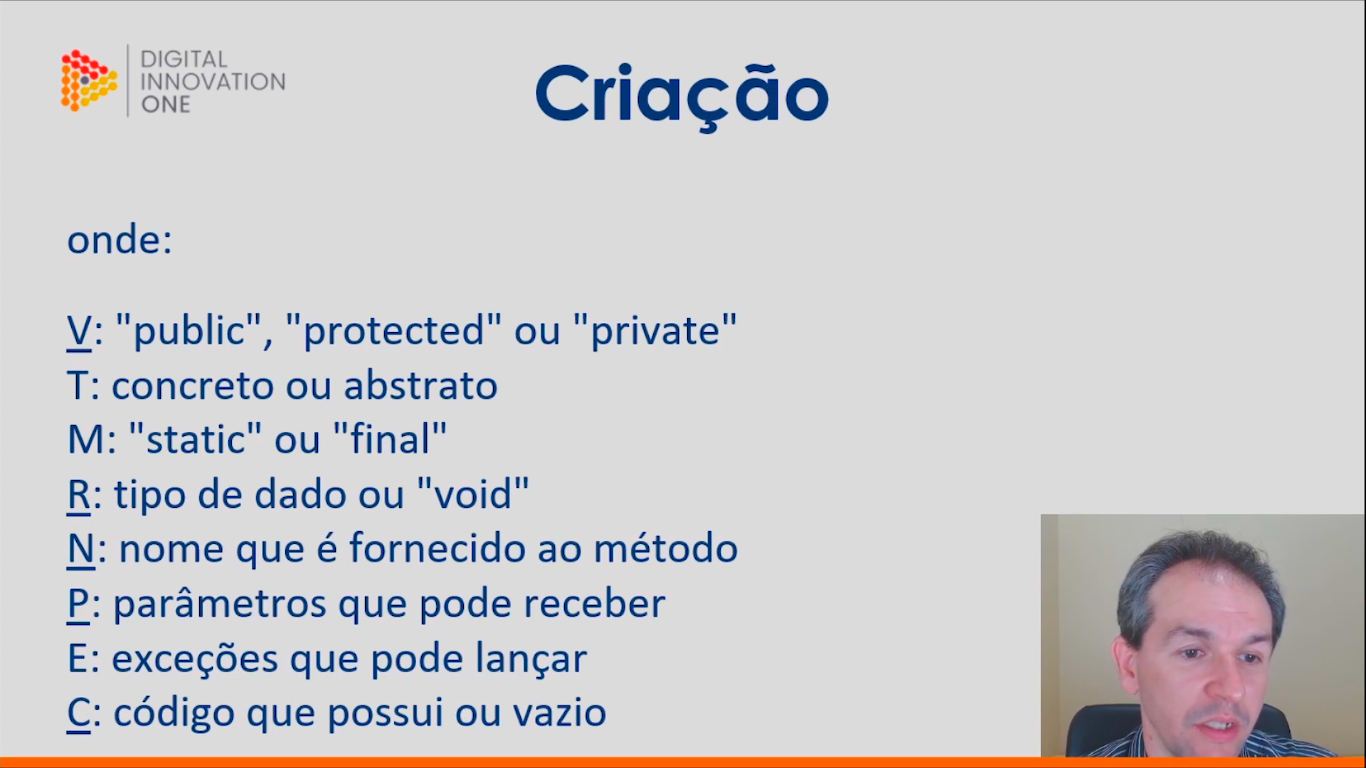 DIGITAL
INNOVATION
ONE
Criação
onde:
V: "public", "protected" ou "private"
T: concreto ou abstrato
M: "static" ou "final"
R: tipo de dado ou "void"
N: nome que é fornecido ao método
P: parâmetros que pode receber
E: exceções que pode lançar
C: código que possui ou vazio